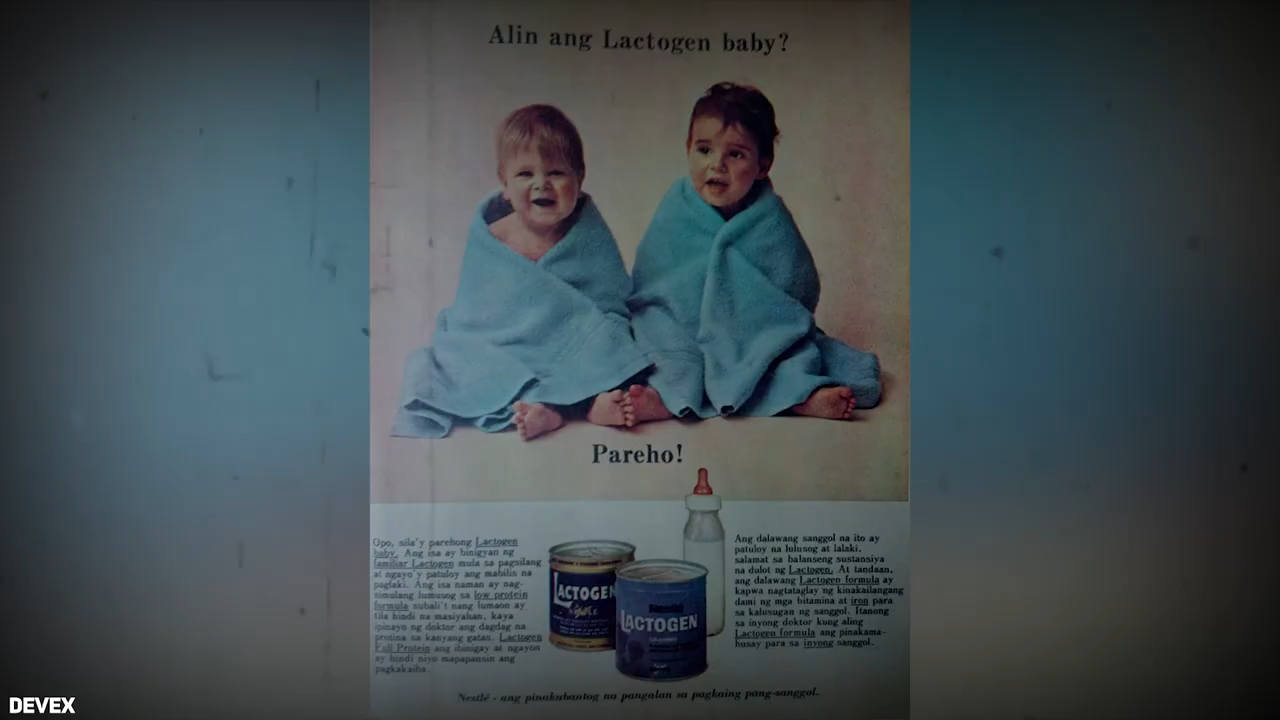 Alin ang Lactogen baby?
Pareho!
Opo, sila'y parehong Lactogen
baby. Ang isa ay binigyan ng
familiar Lactogen mula sa pagsilang
at ngayo'y patuloy ang mabilis na
paglaki. Ang isa naman ay nag-
simulang lumusog sa low protein
formula subali't nang lumaon ay
tila hindi na masiyahan, kaya
ipinayo ng doktor ang dagdag na
protina sa kanyang gatas. Lactogen
Full Protein ang ibinigay at ngayon
ay hindi niyo mapapansin ang
pagkakaiba.
LACTOGEN
LACTOGEN
Ang dalawang sanggol na ito ay
patuloy na lulusog at lalaki,
salamat sa balanseng sustansiya
na dulot ng Lactogen. At tandaan,
ang dalawang Lactogen formula ay
kapwa nagtataglay ng kinakailangang
dami ng mga bitamina at iron para
sa kalusugan ng sanggol. Itanong
sa inyong doktor kung aling
Lactogen formula ang pinakama-
husay para sa inyong sanggol.
Nestlé - ang pinakabantog na pangalan sa pagkaing pang-sanggol.
DEVEX